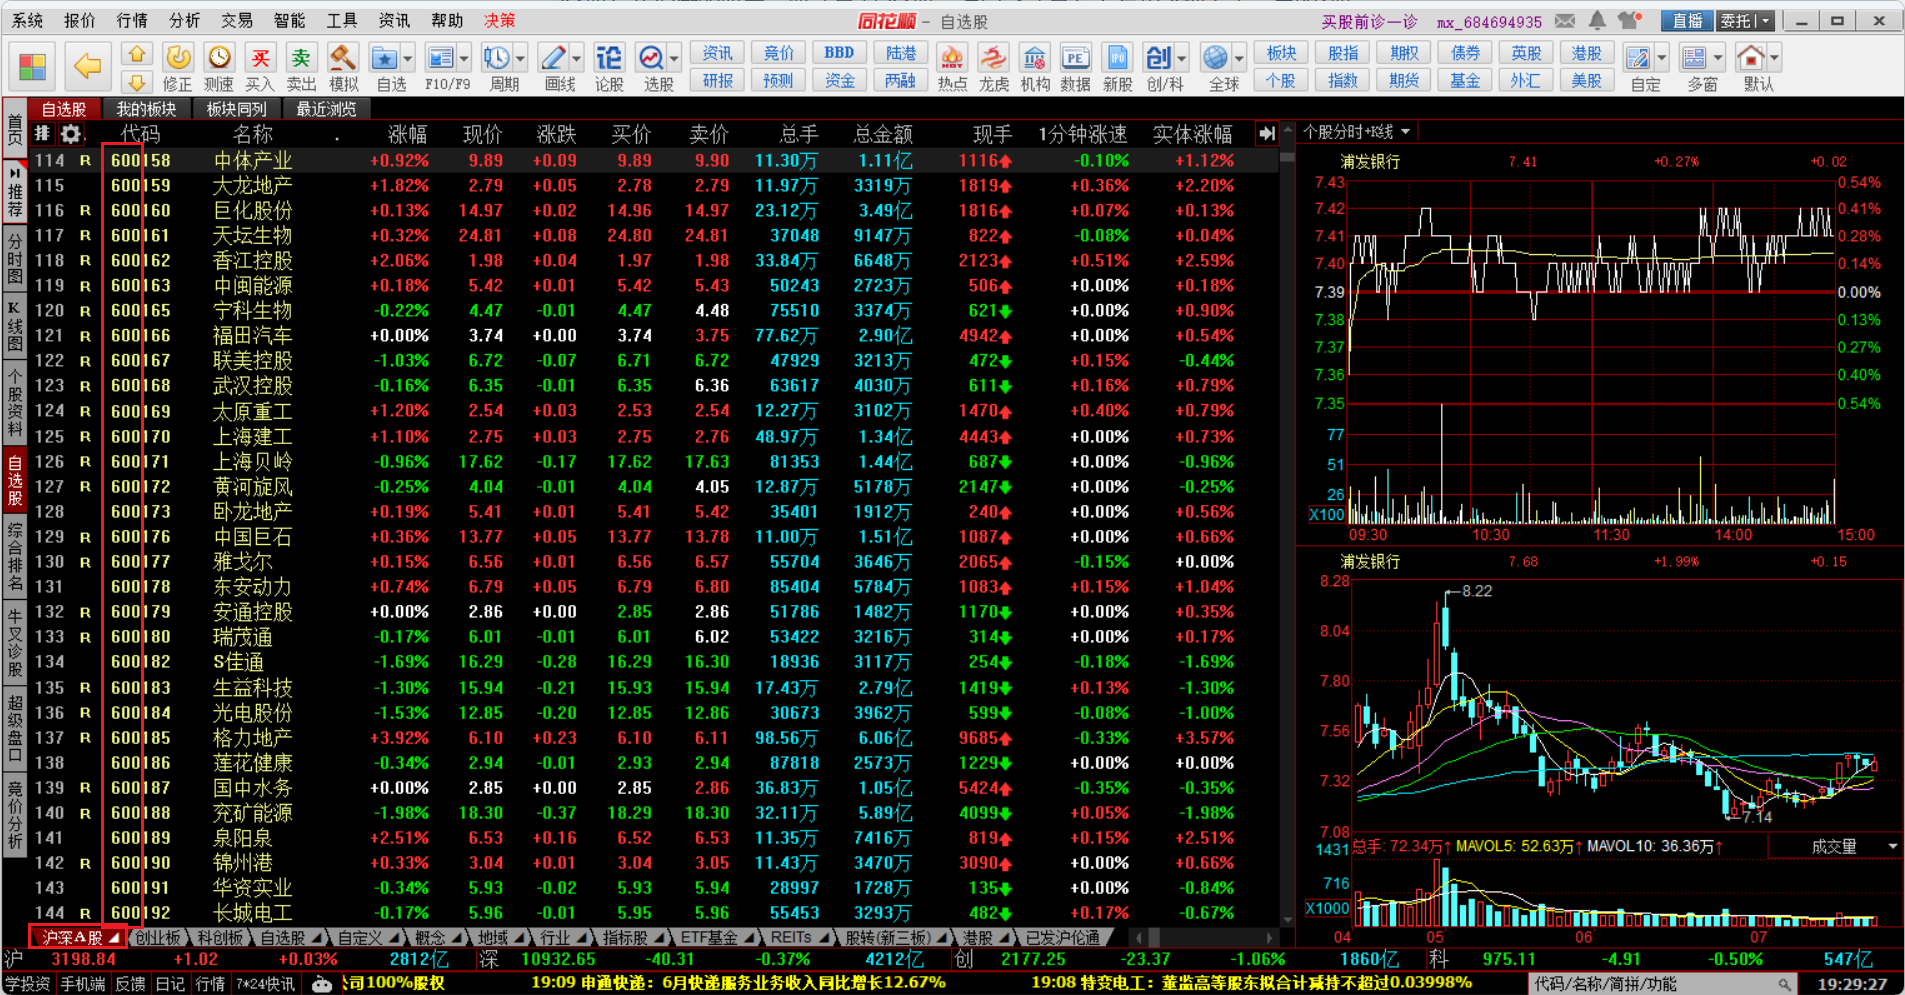 系统 报价 行情 分析 交易 智能 工具 资讯 帮助 决策 同花顺 - 自选股 买股前诊一诊 mx_684694935 直播 委托
修正 测速 买入 卖出 模拟 自选 F10/F9 周期 画线 论股 选股 资讯 竞价 BBD 陆港 热点 龙虎 机构 数据 新股 创/科 全球 板块 股指 期权 债券 英股 港股 自定 多窗 默认
研报 预测 资金 两融 个股 指数 期货 基金 外汇 美股
自选股 我的板块 板块同列 最近浏览
代码 名称 涨幅 现价 涨跌 买价 卖价 总手 总金额 现手 1分钟涨速 实体涨幅
114 R 600158 中体产业 +0.92% 9.89 +0.09 9.89 9.90 11.30万 1.11亿 1116 -0.10% +1.12%
115 600159 大龙地产 +1.82% 2.79 +0.05 2.78 2.79 11.97万 3319万 1819 +0.36% +2.20%
116 R 600160 巨化股份 +0.13% 14.97 +0.02 14.96 14.97 23.12万 3.49亿 1816 +0.07% +0.13%
117 R 600161 天坛生物 +0.32% 24.81 +0.08 24.80 24.81 37048 9147万 822 -0.08% +0.04%
118 R 600162 香江控股 +2.06% 1.98 +0.04 1.97 1.98 33.84万 6648万 2123 +0.51% +2.59%
119 R 600163 中闽能源 +0.18% 5.42 +0.01 5.42 5.43 50243 2723万 506 +0.00% +0.18%
120 R 600165 宁科生物 -0.22% 4.47 -0.01 4.47 4.48 75510 3374万 621 +0.00% +0.90%
121 R 600166 福田汽车 +0.00% 3.74 +0.00 3.74 3.75 77.62万 2.90亿 4942 +0.00% +0.54%
122 R 600167 联美控股 -1.03% 6.72 -0.07 6.71 6.72 47929 3213万 472 +0.15% -0.44%
123 R 600168 武汉控股 -0.16% 6.35 -0.01 6.35 6.36 63617 4030万 611 +0.16% +0.79%
124 R 600169 太原重工 +1.20% 2.54 +0.03 2.53 2.54 12.27万 3102万 1470 +0.40% +0.79%
125 R 600170 上海建工 +1.10% 2.75 +0.03 2.75 2.76 48.97万 1.34亿 4443 +0.00% +0.73%
126 R 600171 上海贝岭 -0.96% 17.62 -0.17 17.62 17.63 81353 1.44亿 687 +0.00% -0.96%
127 R 600172 黄河旋风 -0.25% 4.04 -0.01 4.04 4.05 12.87万 5178万 2147 +0.00% -0.25%
128 600173 卧龙地产 +0.19% 5.41 +0.01 5.41 5.42 35401 1912万 240 +0.00% +0.56%
129 R 600176 中国巨石 +0.36% 13.77 +0.05 13.77 13.78 11.00万 1.51亿 1087 +0.00% +0.66%
130 R 600177 雅戈尔 +0.15% 6.56 +0.01 6.56 6.57 55704 3646万 2065 -0.15% +0.00%
131 600178 东安动力 +0.74% 6.79 +0.05 6.79 6.80 85404 5784万 1083 +0.15% +1.04%
132 R 600179 安通控股 +0.00% 2.86 +0.00 2.85 2.86 51786 1482万 1170 +0.00% +0.35%
133 R 600180 瑞茂通 -0.17% 6.01 -0.01 6.01 6.02 53422 3216万 314 +0.00% +0.17%
134 600182 S佳通 -1.69% 16.29 -0.28 16.29 16.30 18936 3117万 254 -0.18% -1.69%
135 R 600183 生益科技 -1.30% 15.94 -0.21 15.93 15.94 17.43万 2.79亿 1419 +0.13% -1.30%
136 R 600184 光电股份 -1.53% 12.85 -0.20 12.85 12.86 30673 3962万 599 -0.08% -1.00%
137 R 600185 格力地产 +3.92% 6.10 +0.23 6.10 6.11 98.56万 6.06亿 9685 -0.33% +3.57%
138 600186 莲花健康 -0.34% 2.94 -0.01 2.93 2.94 87818 2573万 1229 +0.00% +0.00%
139 R 600187 国中水务 +0.00% 2.85 +0.00 2.85 2.86 36.83万 1.05亿 5424 -0.35% -0.35%
140 R 600188 兖矿能源 -1.98% 18.30 -0.37 18.29 18.30 32.11万 5.89亿 4099 +0.05% -1.98%
141 600189 泉阳泉 +2.51% 6.53 +0.16 6.52 6.53 11.35万 7416万 819 +0.15% +2.51%
142 R 600190 锦州港 +0.33% 3.04 +0.01 3.04 3.05 11.43万 3470万 3090 +0.00% +0.66%
143 600191 华资实业 -0.34% 5.93 -0.02 5.93 5.94 28997 1728万 135 +0.00% -0.84%
144 R 600192 长城电工 -0.17% 5.96 -0.01 5.95 5.96 55453 3293万 482 +0.17% -0.67%
首页
推荐
分时图
K线图
个股资料
自选股
综合排名
牛叉诊股
超级盘口
竞价分析
个股分时+K线
浦发银行 7.41 +0.27% +0.02
7.43 0.54%
7.42 0.41%
7.41 0.28%
7.40 0.14%
7.39 0.00%
7.38 0.13%
7.37 0.27%
7.36 0.40%
7.35 0.54%
77
51
26
X100
09:30 10:30 11:30 14:00 15:00
浦发银行 7.68 +1.99% +0.15
8.28
8.22
8.04
7.80
7.56
7.32
7.14
7.08
1431 总手: 72.34万↑ MAVOL5: 52.63万↑ MAVOL10: 36.36万↑ 成交量
716
X1000
04 05 06 07
沪深A股 创业板 科创板 自选股 自定义 概念 地域 行业 指标股 ETF基金 REITs 股转(新三板) 港股 已发沪伦通
沪 3198.84 +1.02 +0.03% 2812亿 深 10932.65 -40.31 -0.37% 4212亿 创 2177.25 -23.37 -1.06% 1860亿 科 975.11 -4.91 -0.50% 547亿
学投资 手机端 反馈 日记 行情 7*24快讯 公司100%股权 19:09 申通快递：6月快递服务业务收入同比增长12.67% 19:08 特变电工：董监高等股东拟合计减持不超过0.03998% 代码/名称/简拼/功能 19:29:27